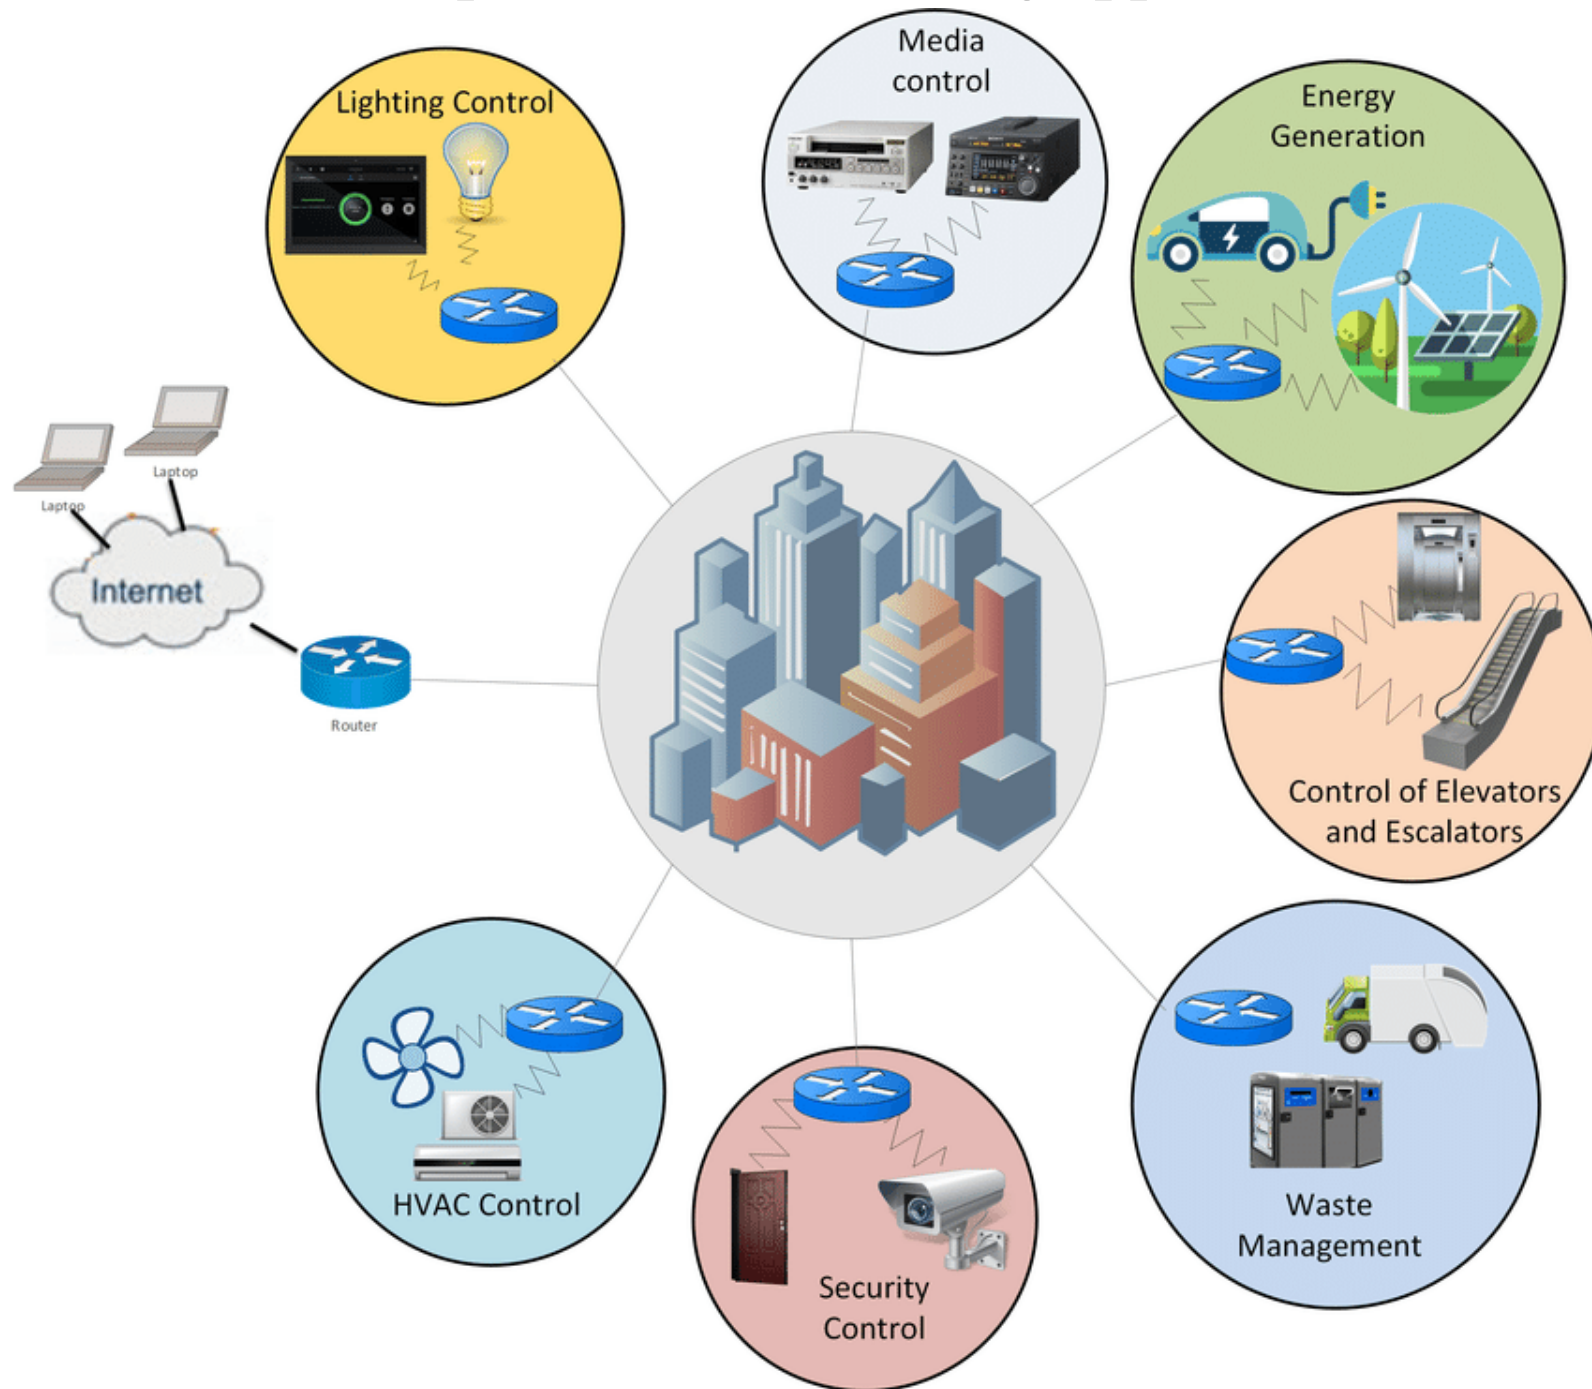 Media
control
Lighting Control
Energy
Generation
Laptop
Laptop
Internet
Router
Control of Elevators
and Escalators
HVAC Control
Waste
Management
Security
Control